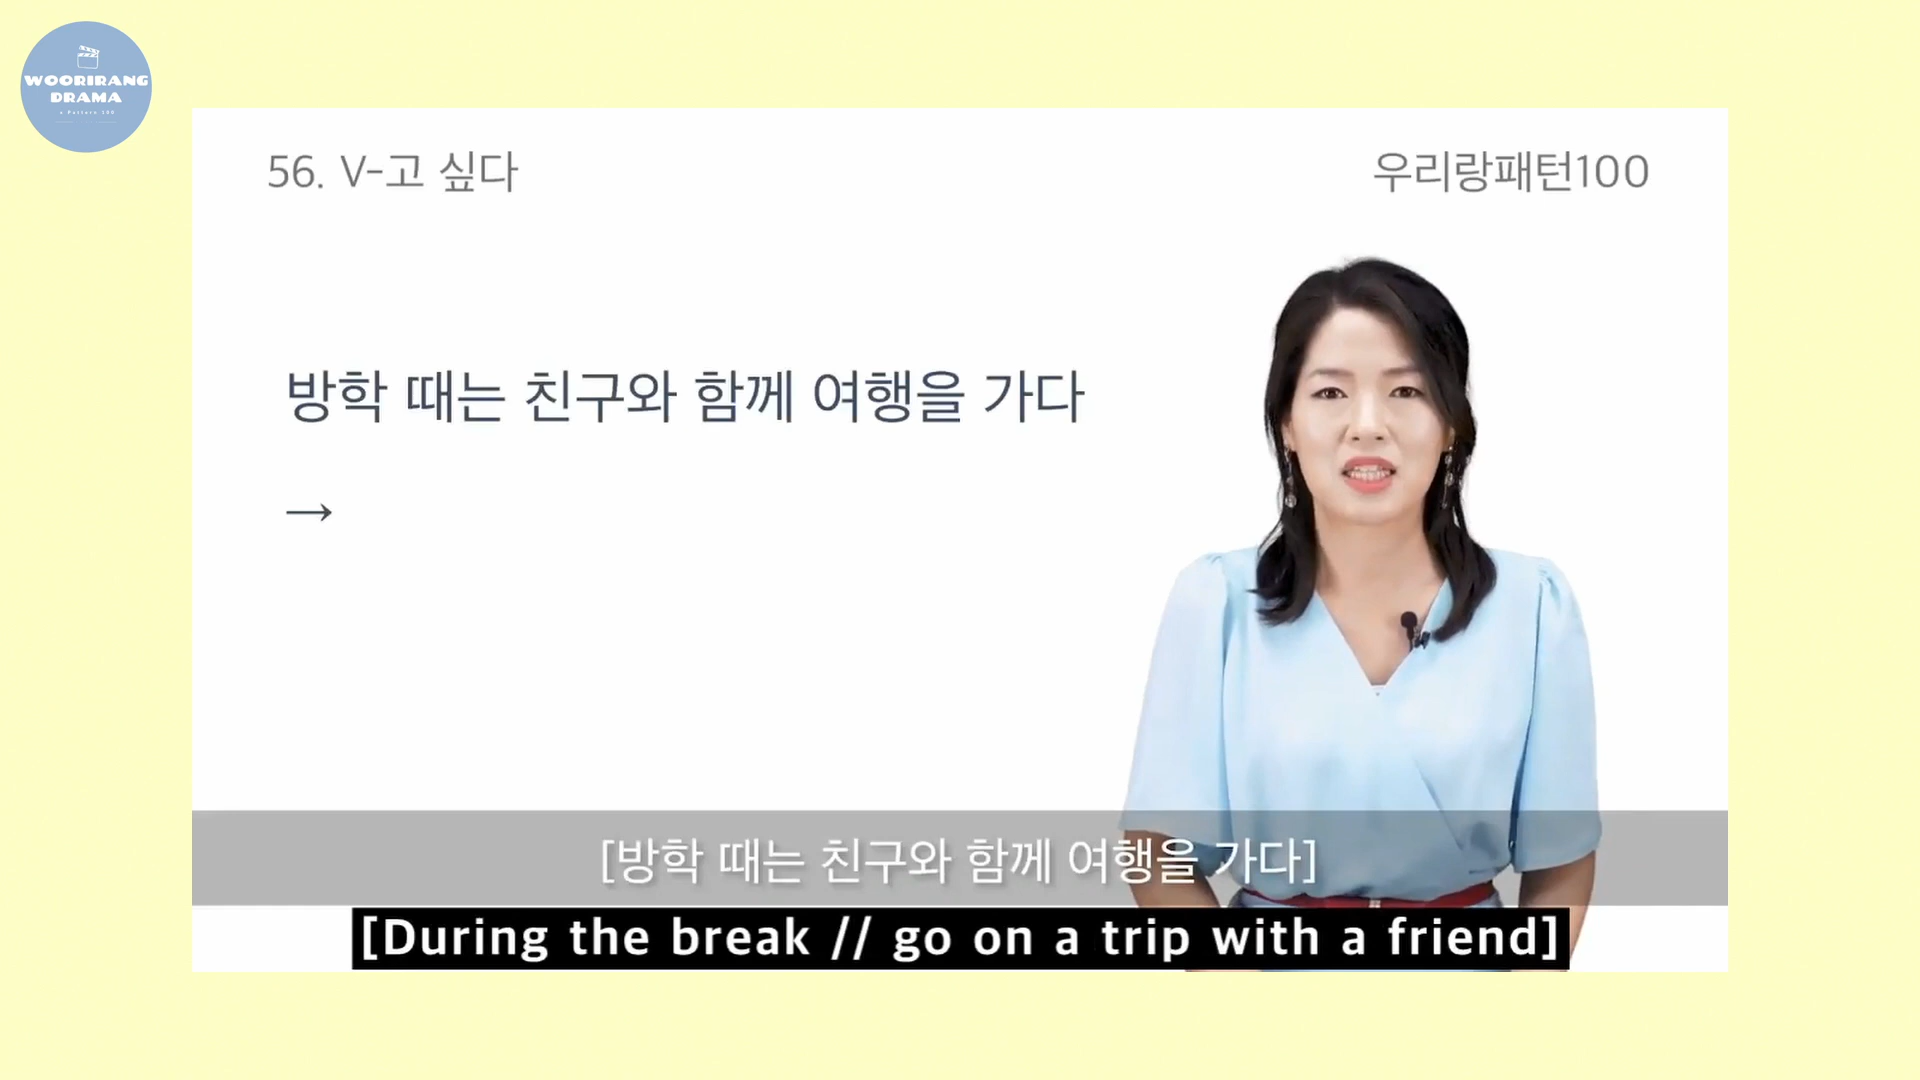 WOORIRANG
DRAMA
x Pattern 100
56. V-고 싶다
우리랑패턴100
방학 때는 친구와 함께 여행을 가다
→
[방학 때는 친구와 함께 여행을 가다]
[During the break // go on a trip with a friend]